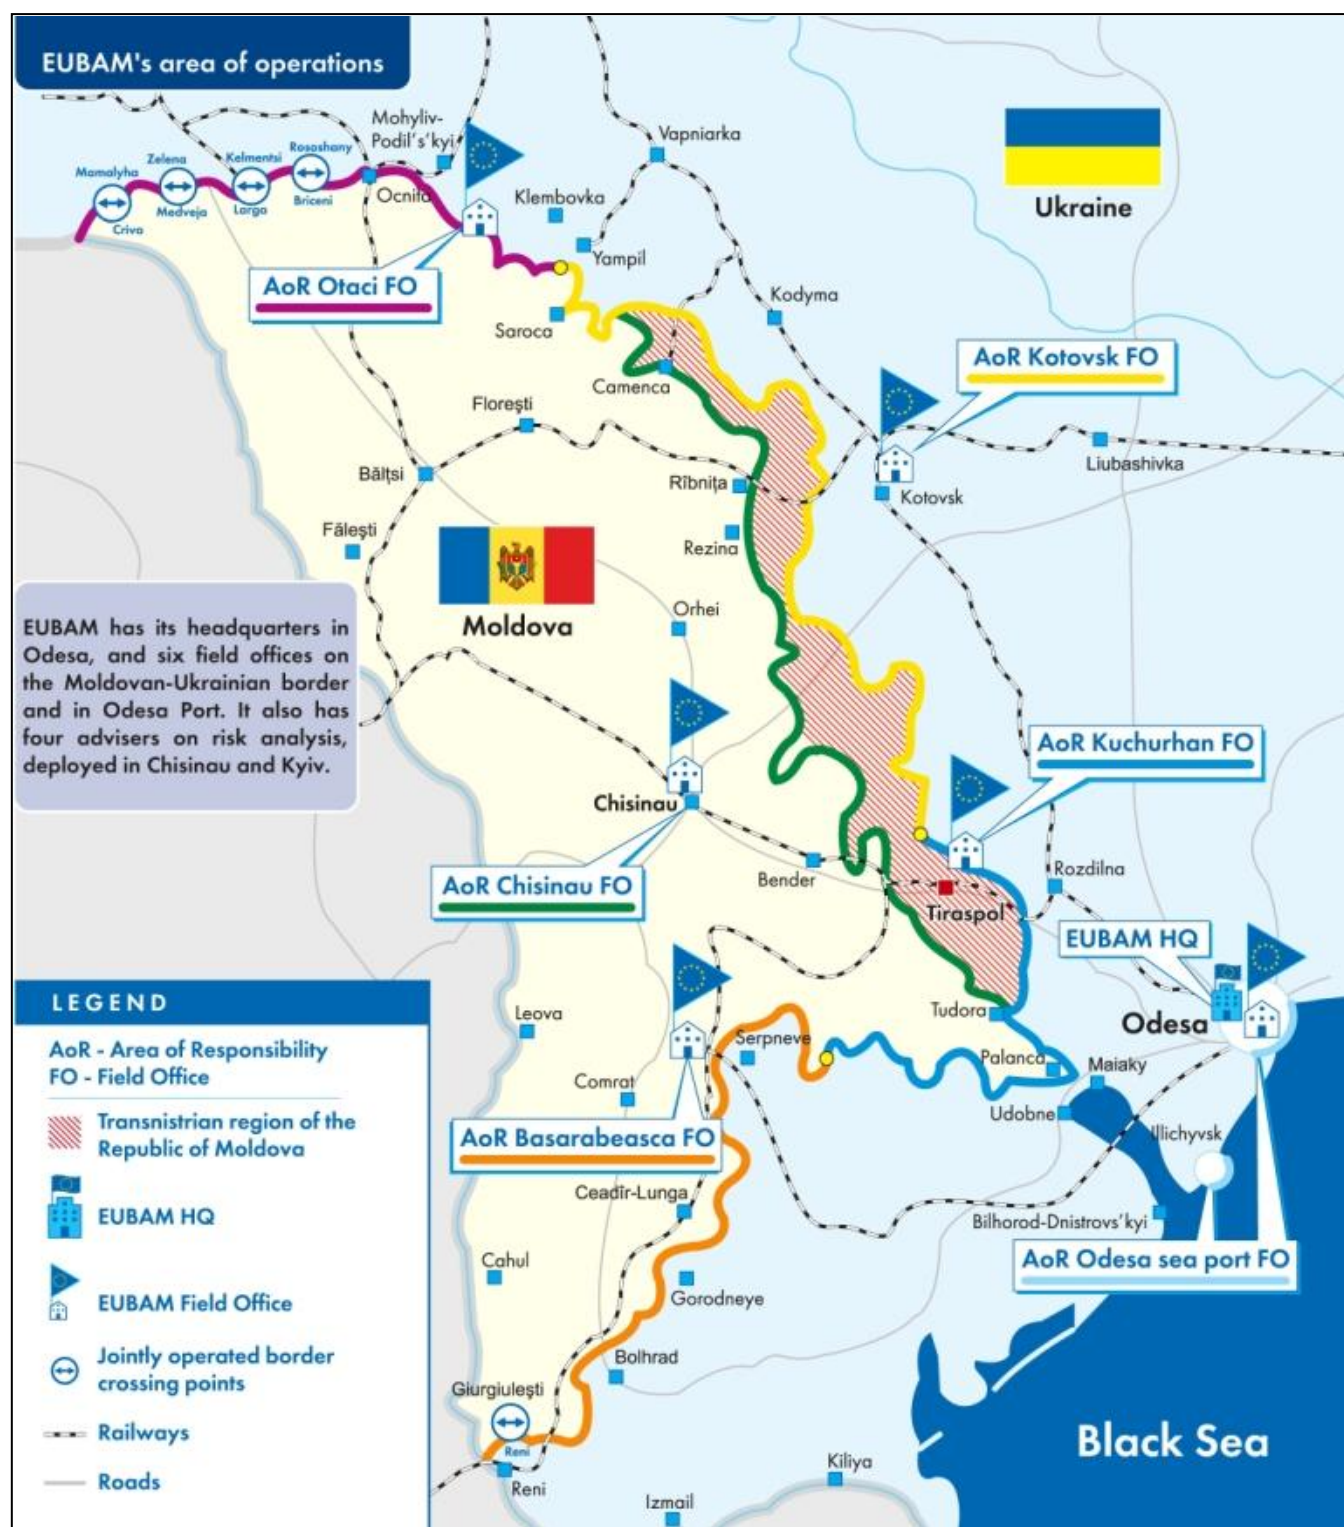 EUBAM's area of operations
Mohyliv-
Podil's'kyi
Vapniarka
Ukraine
Mamalyha
Zelena
Kelmentsi
Rososhany
Criva
Medveja
Larga
Briceni
Ocnita
Klembovka
Yampil
AoR Otaci FO
Saroca
Kodyma
AoR Kotovsk FO
Camenca
Floreşti
Liubashivka
Bălţsi
Rîbniţa
Kotovsk
Făleşti
Rezina
Moldova
Orhei
EUBAM has its headquarters in
Odesa, and six field offices on
the Moldovan-Ukrainian border
and in Odesa Port. It also has
four advisers on risk analysis,
deployed in Chisinau and Kyiv.
AoR Kuchurhan FO
Chisinau
AoR Chisinau FO
Bender
Rozdilna
Tiraspol
EUBAM HQ
Odesa
Leova
Tudora
Serpneve
Palanca
Maiaky
Comrat
Udobne
Illichyvsk
AoR Basarabeasca FO
Ceadîr-Lunga
Bilhorod-Dnistrovs'kyi
AoR Odesa sea port FO
Cahul
Gorodneye
Bolhrad
Giurgiuleşti
Reni
Reni
Black Sea
Kiliya
Izmail
LEGEND
AoR - Area of Responsibility
FO - Field Office
Transnistrian region of the
Republic of Moldova
EUBAM HQ
EUBAM Field Office
Jointly operated border
crossing points
Railways
Roads